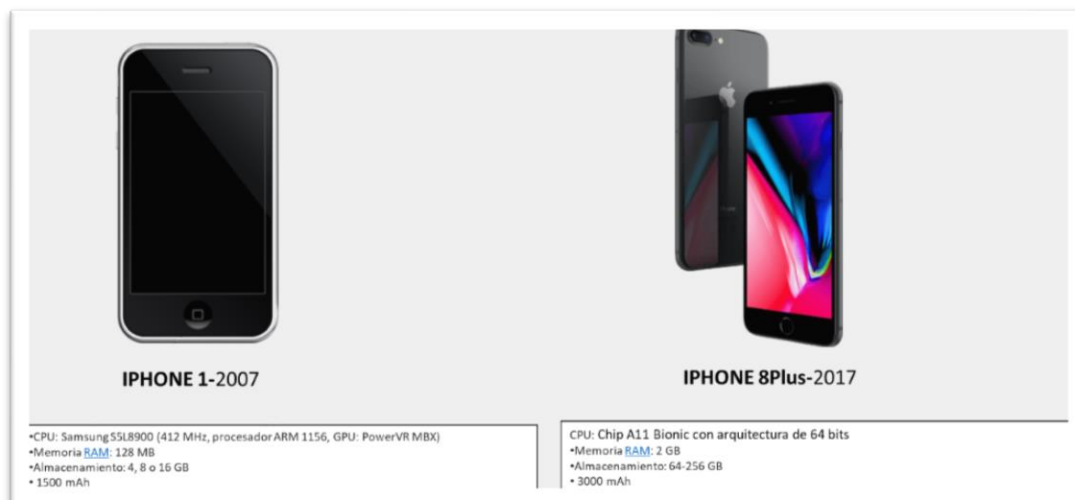 IPHONE 1-2007
•CPU: Samsung S5L8900 (412 MHz, procesador ARM 1156, GPU: PowerVR MBX)
•Memoria RAM: 128 MB
•Almacenamiento: 4, 8 o 16 GB
• 1500 mAh
IPHONE 8Plus-2017
CPU: Chip A11 Bionic con arquitectura de 64 bits
•Memoria RAM: 2 GB
•Almacenamiento: 64-256 GB
• 3000 mAh